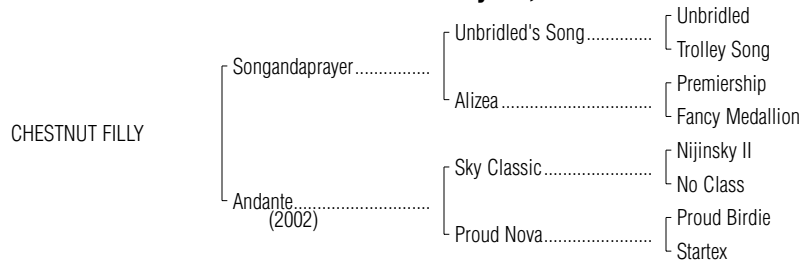 Unbridled
Unbridled's Song..............
Trolley Song
Songandaprayer................
Premiership
Alizea................................
Fancy Medallion
CHESTNUT FILLY
Nijinsky II
Sky Classic.......................
No Class
Andante.............................
(2002)
Proud Birdie
Proud Nova.......................
Startex